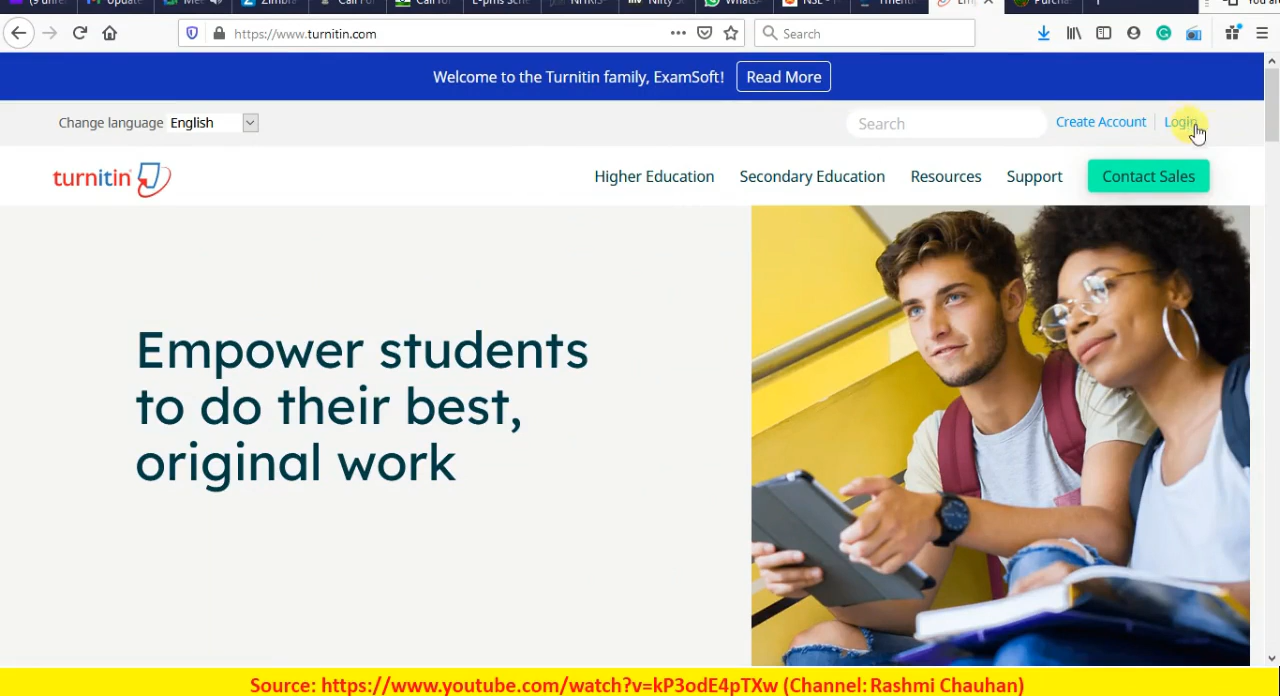 Updat
Zimbra
https://www.turnitin.com
Search
Welcome to the Turnitin family, ExamSoft! Read More
Change language English
Search
Create Account Login
turnitin
Higher Education Secondary Education Resources Support Contact Sales
Empower students
to do their best,
original work
Source: https://www.youtube.com/watch?v=kP3odE4pTXw (Channel: Rashmi Chauhan)